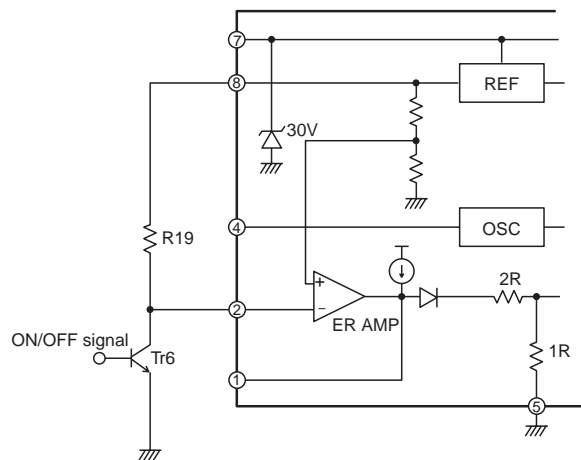 7
8
REF
30V
4
OSC
R19
2R
+
−
2
ER AMP
ON/OFF signal
Tr6
1R
1
5